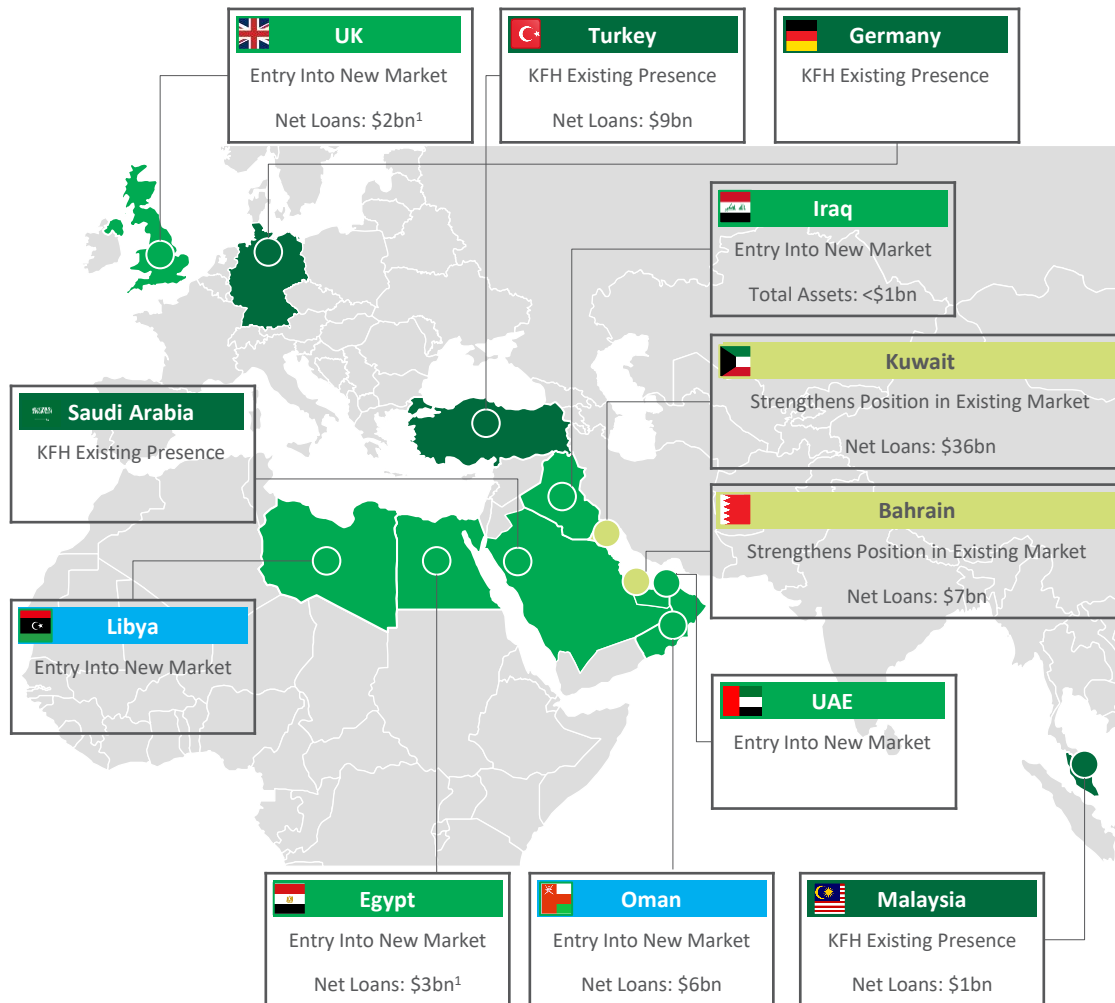 UK
Entry Into New Market
Net Loans: $2bn¹
Turkey
KFH Existing Presence
Net Loans: $9bn
Germany
KFH Existing Presence
Iraq
Entry Into New Market
Total Assets: <$1bn
Kuwait
Strengthens Position in Existing Market
Net Loans: $36bn
Saudi Arabia
KFH Existing Presence
Bahrain
Strengthens Position in Existing Market
Net Loans: $7bn
Libya
Entry Into New Market
UAE
Entry Into New Market
Egypt
Entry Into New Market
Net Loans: $3bn¹
Oman
Entry Into New Market
Net Loans: $6bn
Malaysia
KFH Existing Presence
Net Loans: $1bn